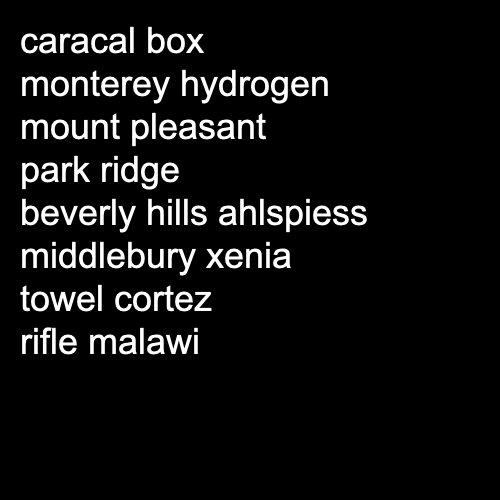 caracal box
monterey hydrogen
mount pleasant
park ridge
beverly hills ahlspiess
middlebury xenia
towel cortez
rifle malawi